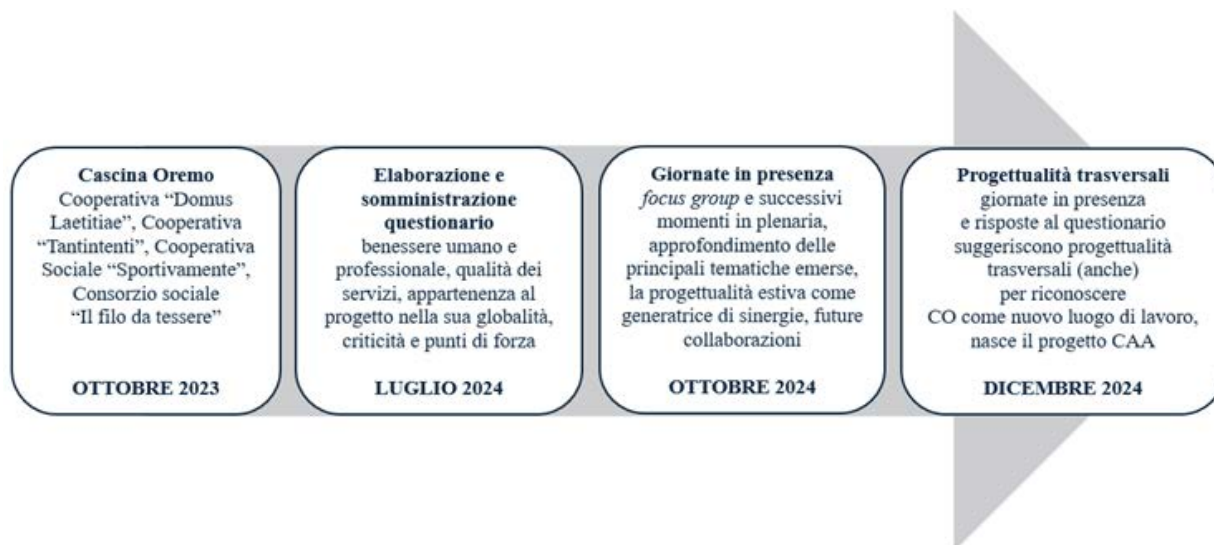 Cascina Oremo
Cooperativa “Domus
Laetitiae”, Cooperativa
“Tantintenti”, Cooperativa
Sociale “Sportivamente”,
Consorzio sociale
“Il filo da tessere”
OTTOBRE 2023
Elaborazione e
somministrazione
questionario
benessere umano e
professionale, qualità dei
servizi, appartenenza al
progetto nella sua globalità,
criticità e punti di forza
LUGLIO 2024
Giornate in presenza
focus group e successivi
momenti in plenaria,
approfondimento delle
principali tematiche emerse,
la progettualità estiva come
generatrice di sinergie, future
collaborazioni
OTTOBRE 2024
Progettualità trasversali
giornate in presenza
e risposte al questionario
suggeriscono progettualità
trasversali (anche)
per riconoscere
CO come nuovo luogo di lavoro,
nasce il progetto CAA
DICEMBRE 2024